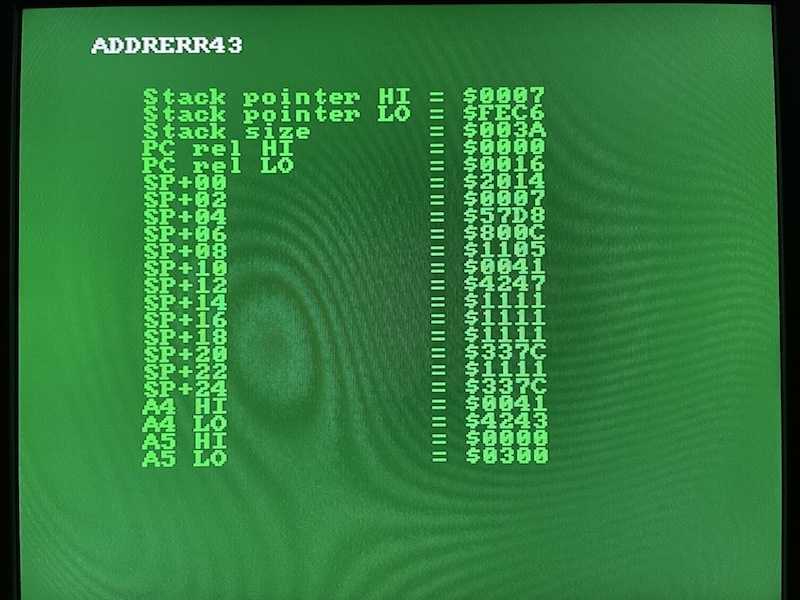 ADDRERR43
Stack pointer HI = $0007
Stack pointer LO = $FEC6
Stack size = $003A
PC rel HI = $0000
PC rel LO = $0016
SP+00 = $2014
SP+02 = $0007
SP+04 = $57D8
SP+06 = $800C
SP+08 = $1105
SP+10 = $0041
SP+12 = $4247
SP+14 = $1111
SP+16 = $1111
SP+18 = $1111
SP+20 = $337C
SP+22 = $1111
SP+24 = $337C
A4 HI = $0041
A4 LO = $4243
A5 HI = $0000
A5 LO = $0300